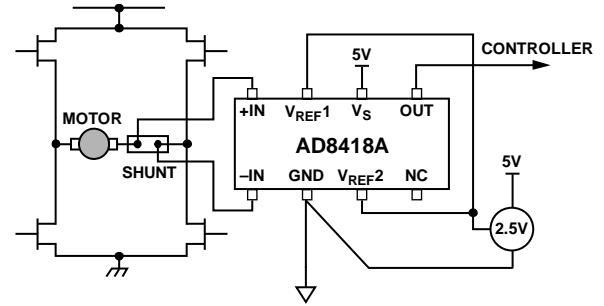 5V
CONTROLLER
+IN
VREF1
VS
OUT
MOTOR
AD8418A
SHUNT
–IN
GND
VREF2
NC
5V
2.5V